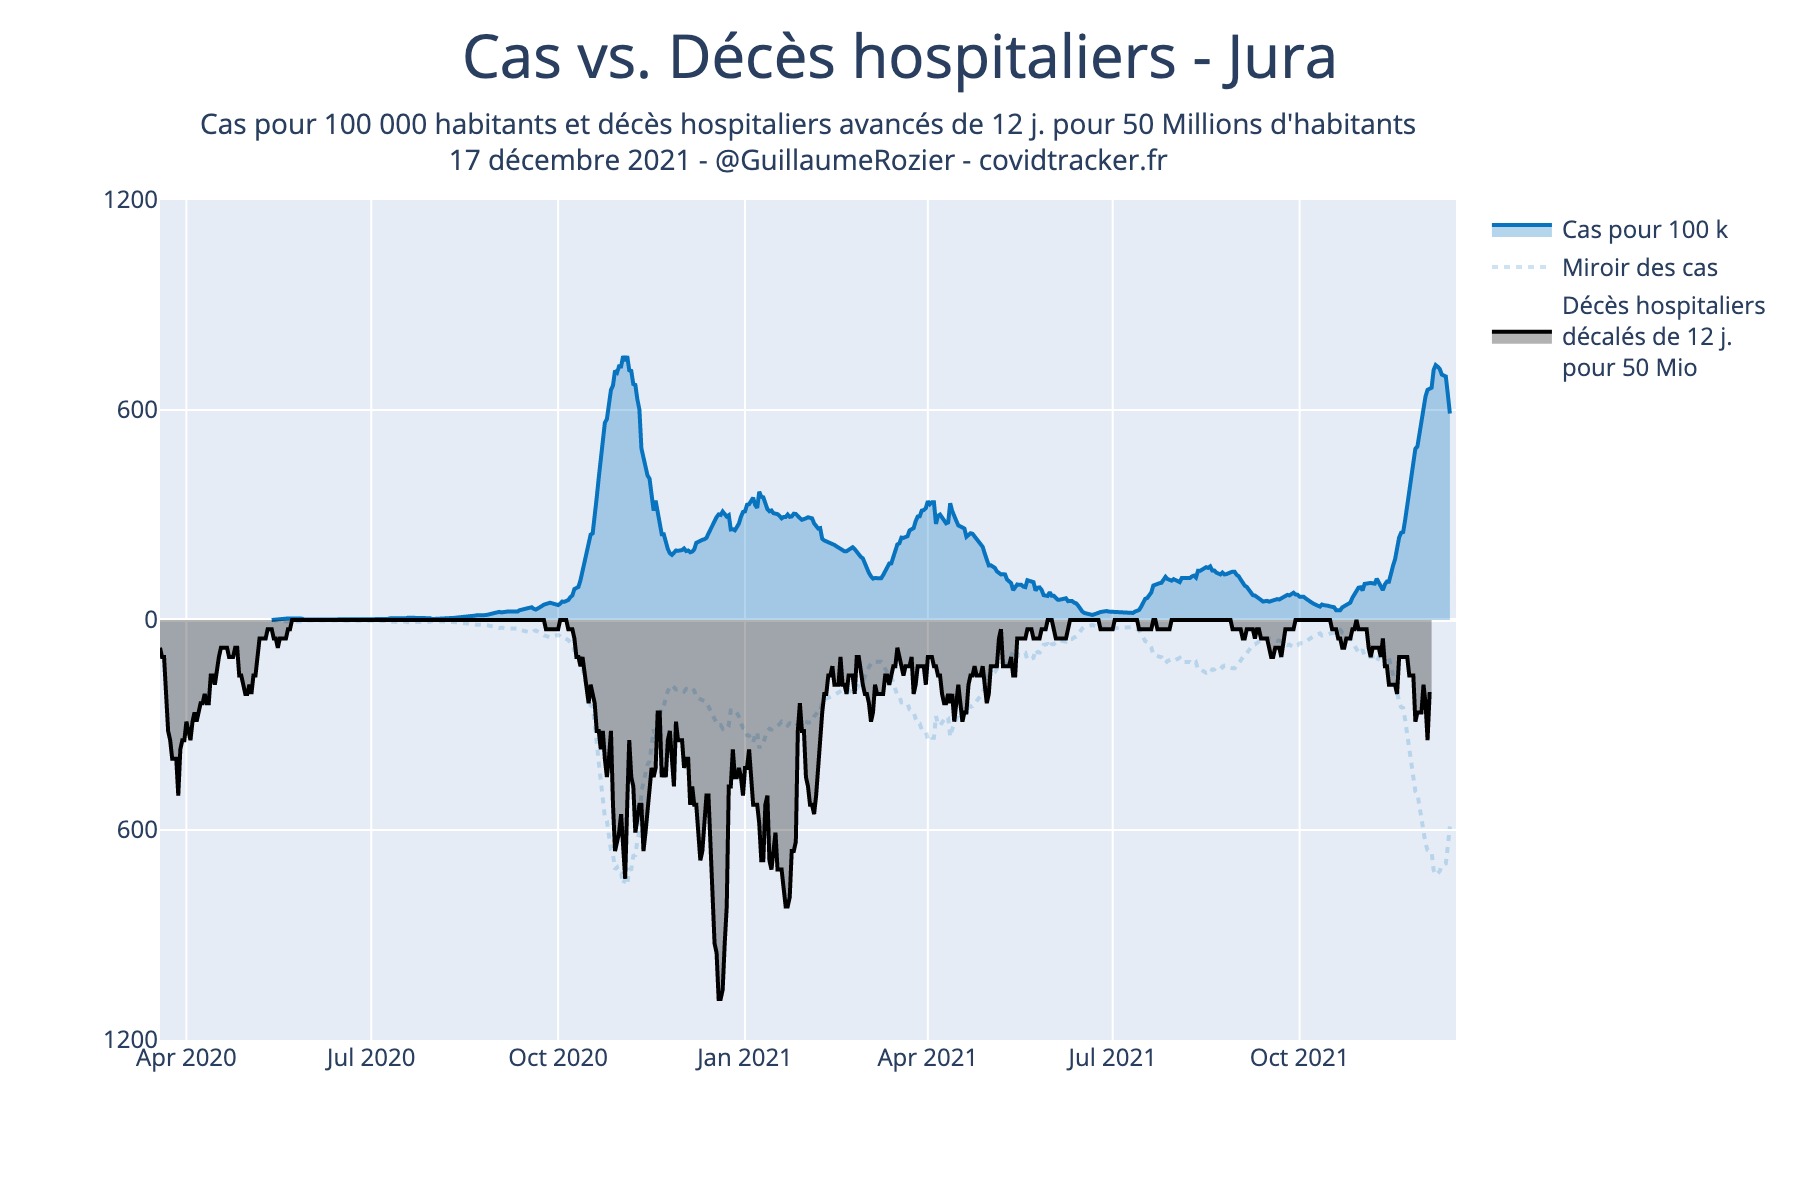 Cas vs. Décès hospitaliers - Jura
Cas pour 100 000 habitants et décès hospitaliers avancés de 12 j. pour 50 Millions d'habitants
17 décembre 2021 - @GuillaumeRozier - covidtracker.fr
1200
600
0
600
1200
Apr 2020
Jul 2020
Oct 2020
Jan 2021
Apr 2021
Jul 2021
Oct 2021
Cas pour 100 k
Miroir des cas
Décès hospitaliers
décalés de 12 j.
pour 50 Mio